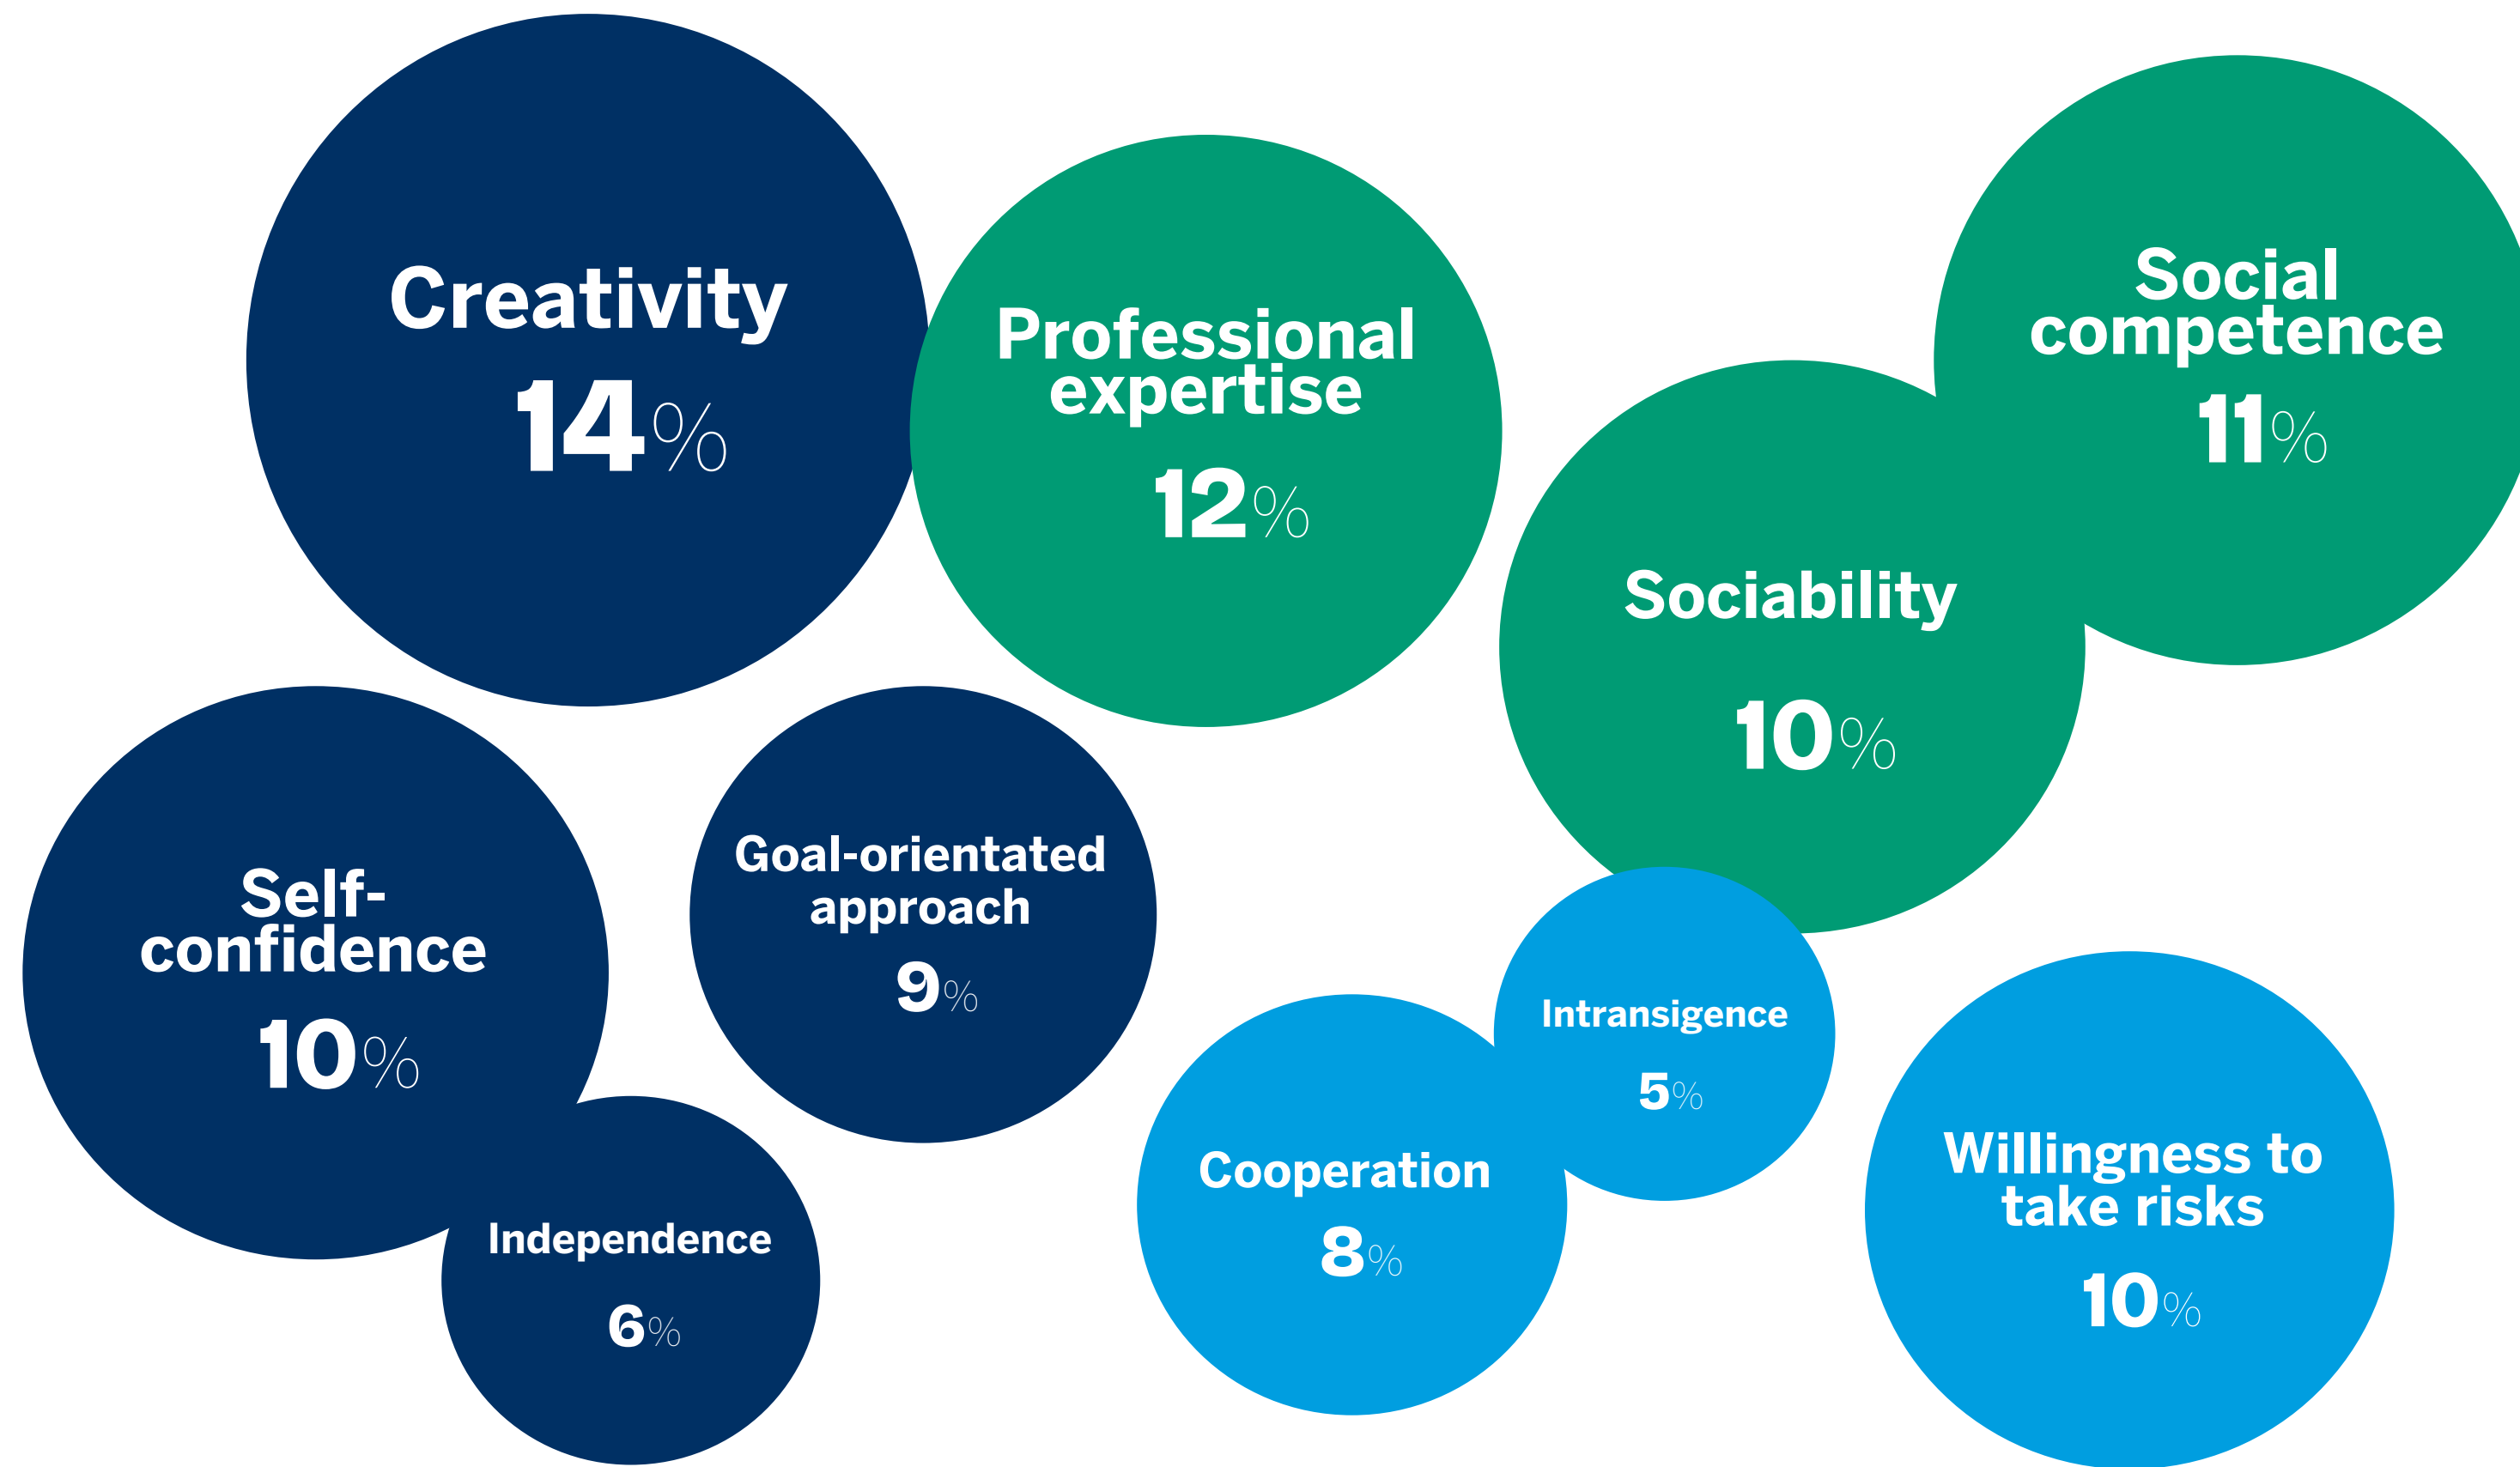 Creativity
14%
Professional
expertise
12%
Social
competence
11%
Sociability
10%
Self-
confidence
10%
Goal-orientated
approach
9%
Independence
6%
Cooperation
8%
Intransigence
5%
Willingness to
take risks
10%